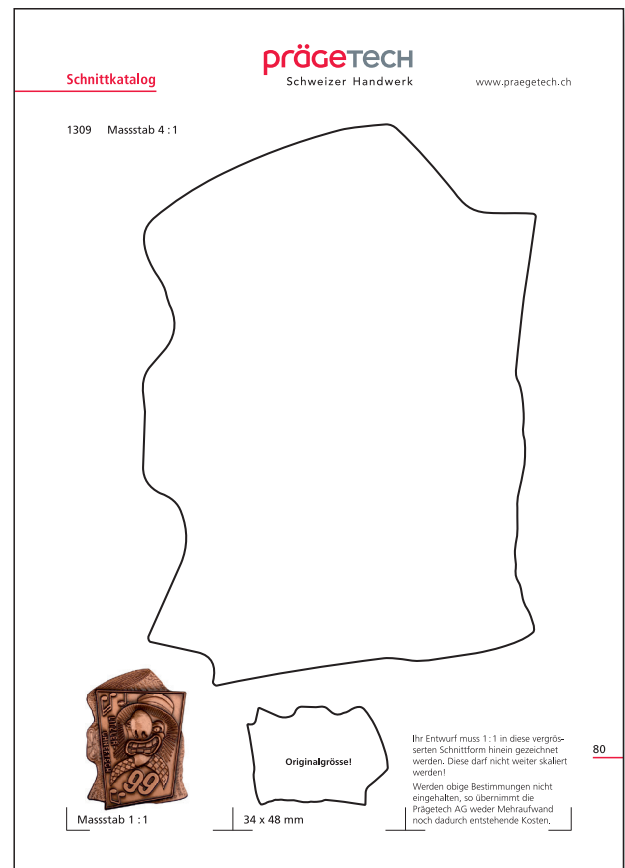 prägetech
Schweizer Handwerk
Schnittkatalog
www.praegetech.ch
1309 Massstab 4 : 1
Originalgrösse!
99
Ihr Entwurf muss 1 : 1 in diese vergrös-
serten Schnittform hinein gezeichnet
werden. Diese darf nicht weiter skaliert
werden!
Werden obige Bestimmungen nicht
eingehalten, so übernimmt die
Prägetech AG weder Mehraufwand
noch dadurch entstehende Kosten.
80
Massstab 1 : 1
34 x 48 mm